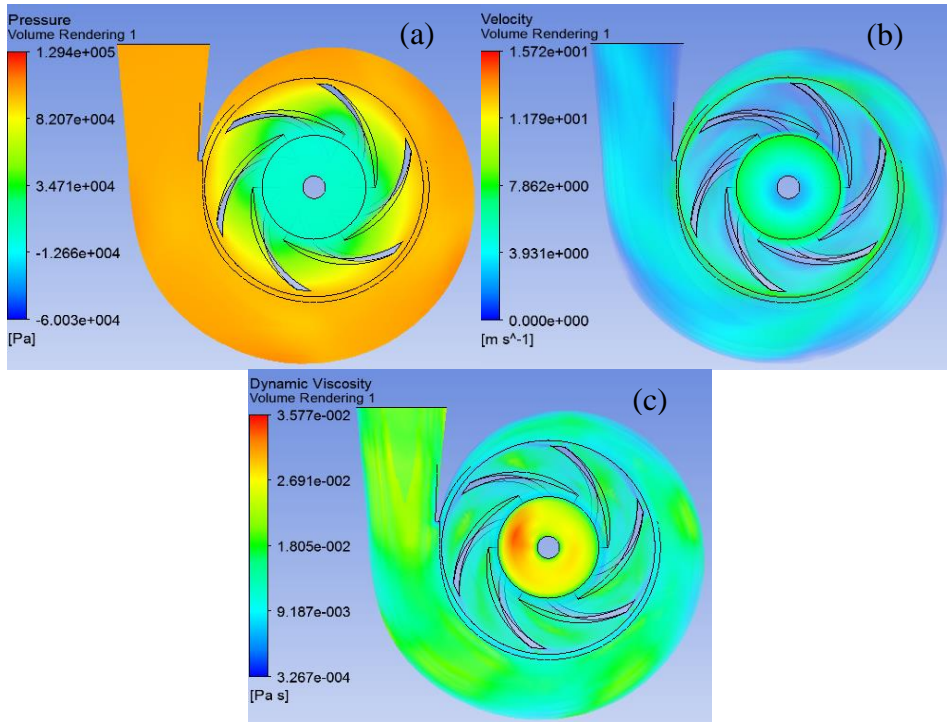 Pressure
Volume Rendering 1
(a)
1.294e+005
8.207e+004
3.471e+004
-1.266e+004
-6.003e+004
[Pa]
Velocity
Volume Rendering 1
(b)
1.572e+001
1.179e+001
7.862e+000
3.931e+000
0.000e+000
[m s^-1]
Dynamic Viscosity
Volume Rendering 1
(c)
3.577e-002
2.691e-002
1.805e-002
9.187e-003
3.267e-004
[Pa s]